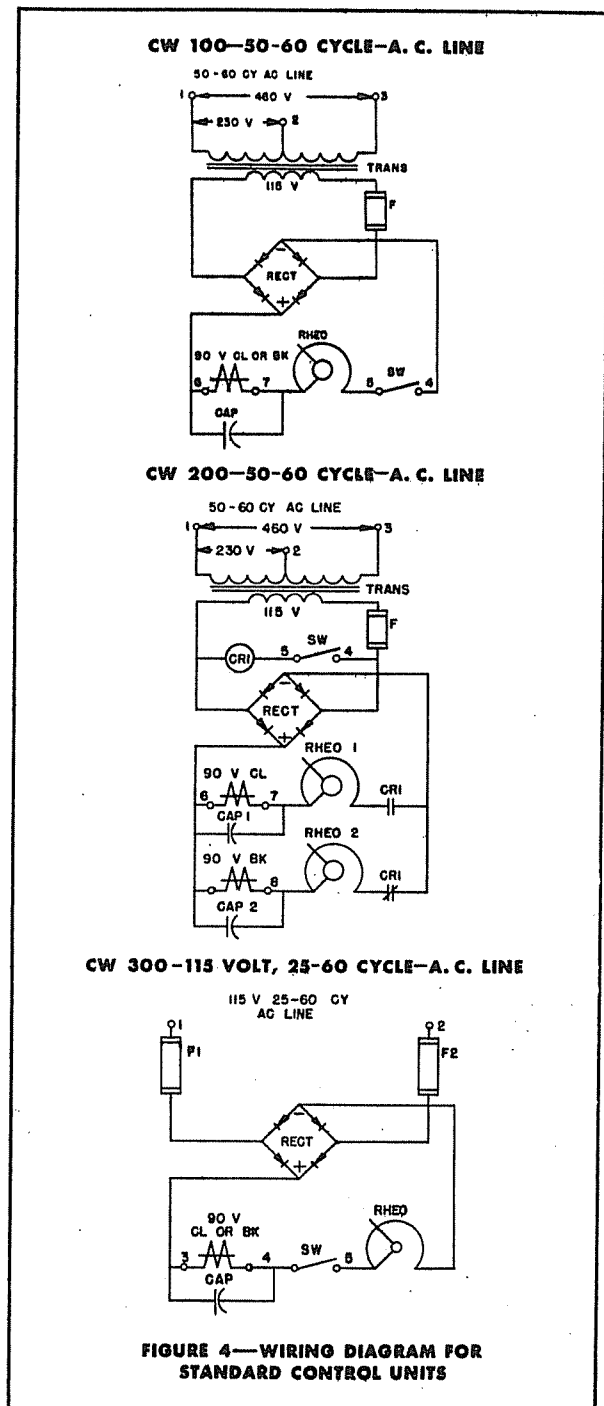 CW 100—50-60 CYCLE—A. C. LINE
50-60 CY AC LINE
1 460 V 3
230 V 2
TRANS
115 V
F
-
RECT
+
RHEO
90 V CL OR BK
SW
6 7 5 4
CAP
CW 200—50-60 CYCLE—A. C. LINE
50-60 CY AC LINE
1 460 V 3
230 V 2
TRANS
115 V
F
SW
CR1 5 4
-
RECT
+
RHEO 1
90 V CL
6 7 CR1
CAP 1
RHEO 2
90 V BK
8 CR1
CAP 2
CW 300-115 VOLT, 25-60 CYCLE—A. C. LINE
115 V 25-60 CY
AC LINE
1 2
F1 F2
-
RECT
+
90 V
CL OR BK
RHEO
SW
3 4 5
CAP
FIGURE 4—WIRING DIAGRAM FOR
STANDARD CONTROL UNITS